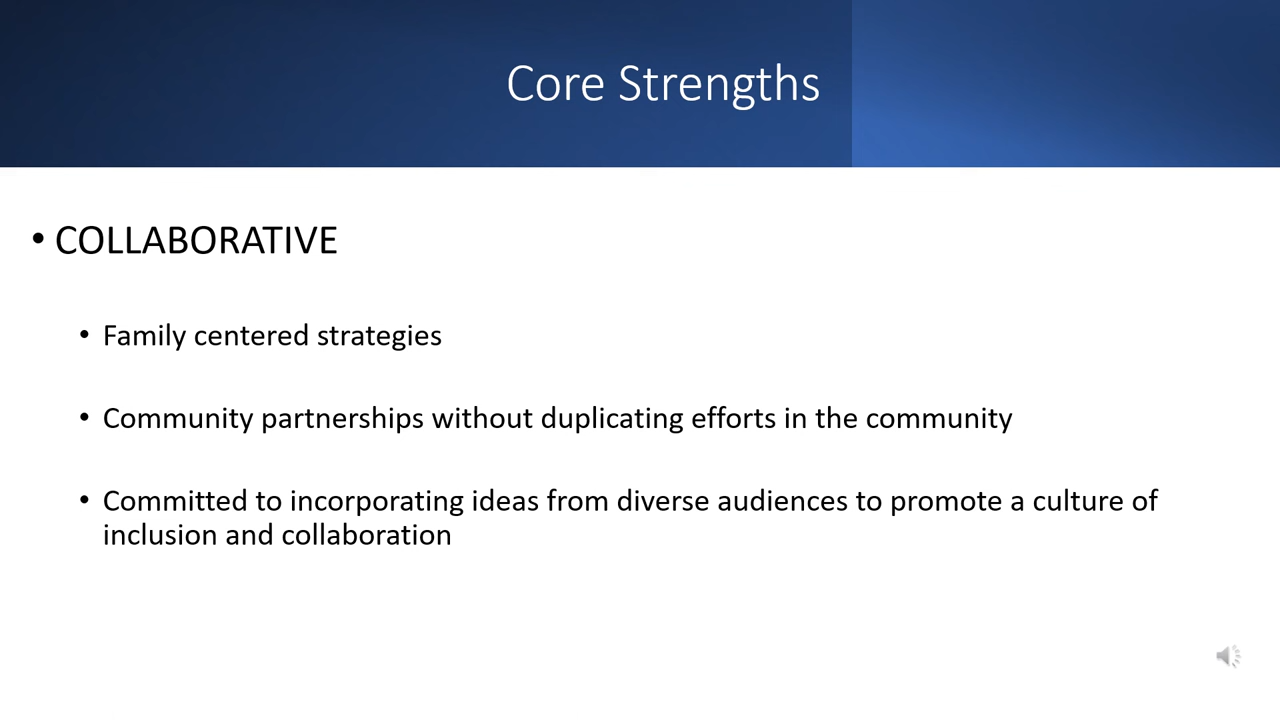 Core Strengths
• COLLABORATIVE
• Family centered strategies
• Community partnerships without duplicating efforts in the community
• Committed to incorporating ideas from diverse audiences to promote a culture of
inclusion and collaboration